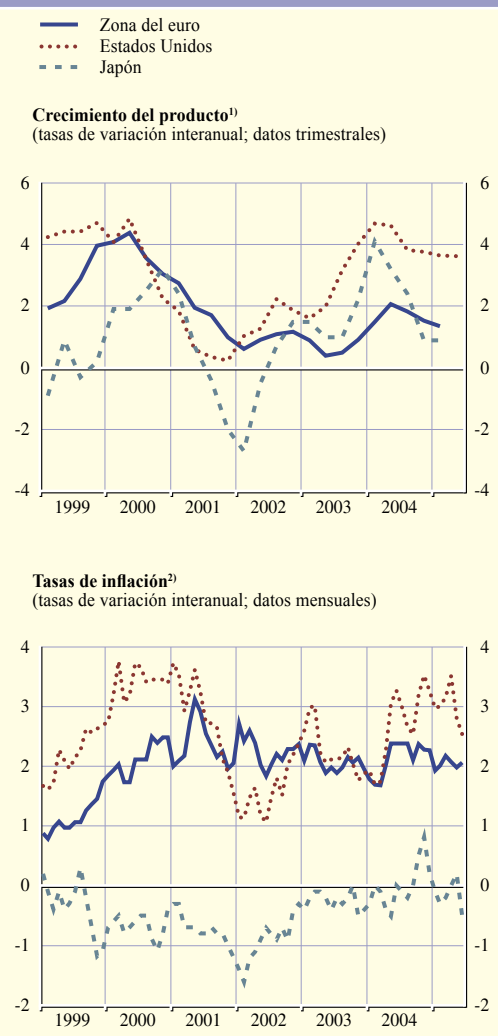 Zona del euro
Estados Unidos
Japón
Crecimiento del producto1)
(tasas de variación interanual; datos trimestrales)
6 6
4 4
2 2
0 0
-2 -2
-4 -4
1999 2000 2001 2002 2003 2004
Tasas de inflación2)
(tasas de variación interanual; datos mensuales)
4 4
3 3
2 2
1 1
0 0
-1 -1
-2 -2
1999 2000 2001 2002 2003 2004